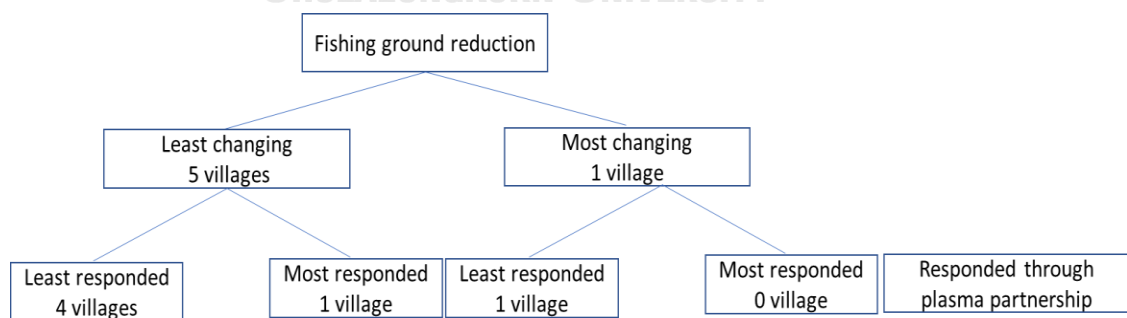 Fishing ground reduction
Least changing
5 villages
Most changing
1 village
Least responded
4 villages
Most responded
1 village
Least responded
1 village
Most responded
0 village
Responded through
plasma partnership